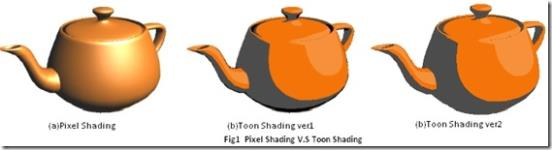 (a)Pixel Shading
(b)Toon Shading ver1
(b)Toon Shading ver2
Fig1 Pixel Shading V.S Toon Shading